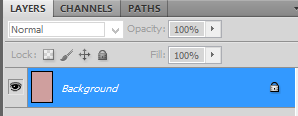 LAYERS CHANNELS PATHS
Normal Opacity: 100%
Lock: Fill: 100%
Background